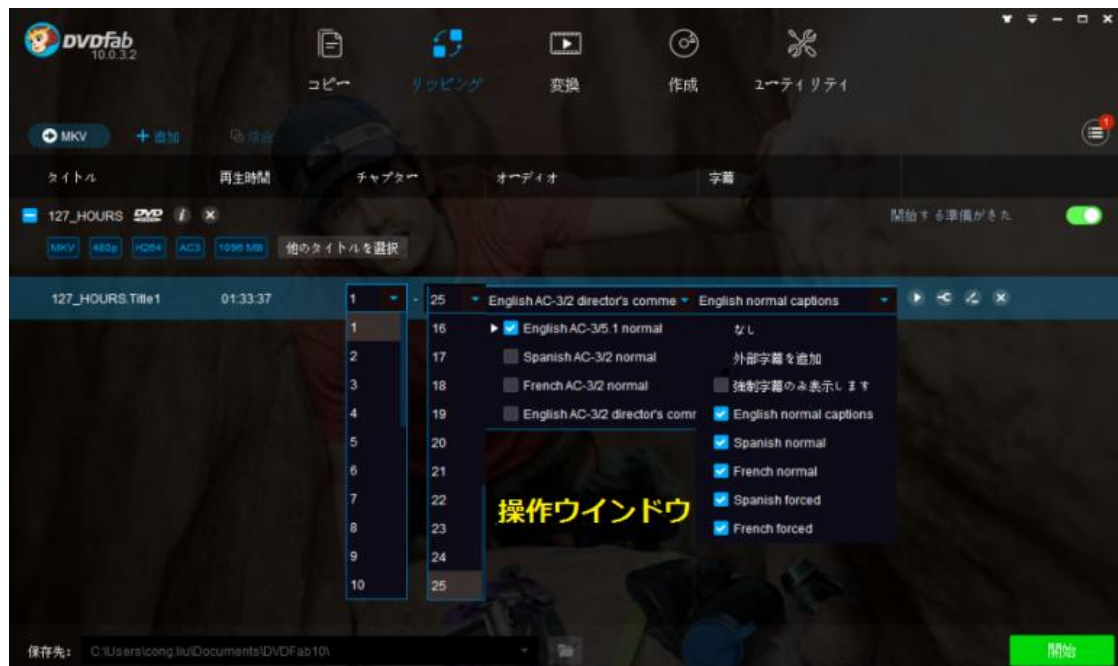 DVDFab
10.0.3.2
コピー
リッピング
変換
作成
ユーティリティ
MKV
追加
結合
1
タイトル
再生時間
チャプター
オーディオ
字幕
127_HOURS DVD i
開始する準備がきた
MKV 480p H264 AC3 1096 MB 他のタイトルを選択
127_HOURS.Title1 01:33:37 1 - 25 English AC-3/2 director's comme English normal captions
1
2
3
4
5
6
7
8
9
10
16
17
18
19
20
21
22
23
24
25
English AC-3/5.1 normal
Spanish AC-3/2 normal
French AC-3/2 normal
English AC-3/2 director's comr
なし
外部字幕を追加
強制字幕のみ表示します
English normal captions
Spanish normal
French normal
Spanish forced
French forced
操作ウインドウ
保存先: C:\Users\cong.liu\Documents\DVDFab10\
開始